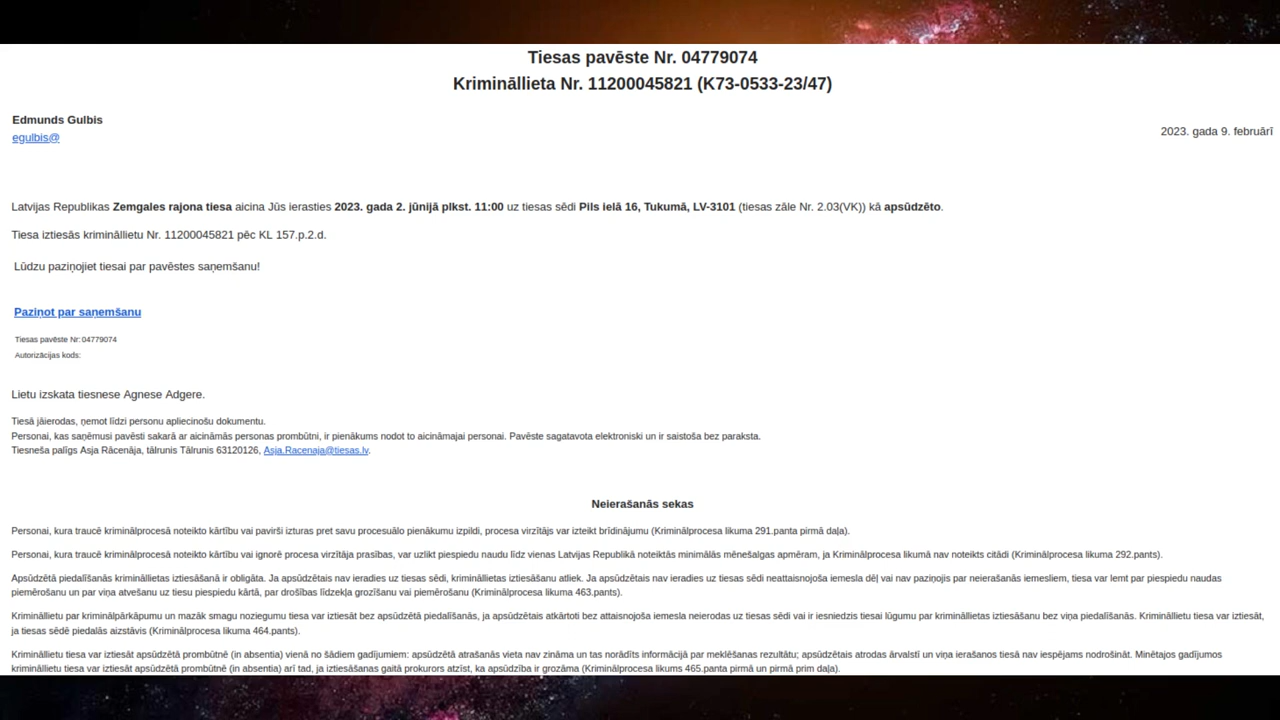 Tiesas pavēste Nr. 04779074
Krimināllieta Nr. 11200045821 (K73-0533-23/47)
Edmunds Gulbis
egulbis@
2023. gada 9. februārī
Latvijas Republikas Zemgales rajona tiesa aicina Jūs ierasties 2023. gada 2. jūnijā plkst. 11:00 uz tiesas sēdi Pils ielā 16, Tukumā, LV-3101 (tiesas zāle Nr. 2.03(VK)) kā apsūdzēto.
Tiesa iztiesās krimināllietu Nr. 11200045821 pēc KL 157.p.2.d.
Lūdzu paziņojiet tiesai par pavēstes saņemšanu!
Paziņot par saņemšanu
Tiesas pavēste Nr: 04779074
Autorizācijas kods:
Lietu izskata tiesnese Agnese Adgere.
Tiesā jāierodas, ņemot līdzi personu apliecinošu dokumentu.
Personai, kas saņēmusi pavēsti sakarā ar aicināmās personas prombūtni, ir pienākums nodot to aicināmajai personai. Pavēste sagatavota elektroniski un ir saistoša bez paraksta.
Tiesneša palīgs Asja Rācenāja, tālrunis Tālrunis 63120126, Asja.Racenaja@tiesas.lv.
Neierašanās sekas
Personai, kura traucē kriminālprocesā noteikto kārtību vai pavirši izturas pret savu procesuālo pienākumu izpildi, procesa virzītājs var izteikt brīdinājumu (Kriminālprocesa likuma 291.panta pirmā daļa).
Personai, kura traucē kriminālprocesā noteikto kārtību vai ignorē procesa virzītāja prasības, var uzlikt piespiedu naudu līdz vienas Latvijas Republikā noteiktās minimālās mēnešalgas apmēram, ja Kriminālprocesa likumā nav noteikts citādi (Kriminālprocesa likuma 292.pants).
Apsūdzētā piedalīšanās krimināllietas iztiesāšanā ir obligāta. Ja apsūdzētais nav ieradies uz tiesas sēdi, krimināllietas iztiesāšanu atliek. Ja apsūdzētais nav ieradies uz tiesas sēdi neattaisnojoša iemesla dēļ vai nav paziņojis par neierašanās iemesliem, tiesa var lemt par piespiedu naudas
piemērošanu un par viņa atvešanu uz tiesu piespiedu kārtā, par drošības līdzekļa grozīšanu vai piemērošanu (Kriminālprocesa likuma 463.pants).
Krimināllietu par kriminālpārkāpumu un mazāk smagu noziegumu tiesa var iztiesāt bez apsūdzētā piedalīšanās, ja apsūdzētais atkārtoti bez attaisnojoša iemesla neierodas uz tiesas sēdi vai ir iesniedzis tiesai lūgumu par krimināllietas iztiesāšanu bez viņa piedalīšanās. Krimināllietu tiesa var iztiesāt,
ja tiesas sēdē piedalās aizstāvis (Kriminālprocesa likuma 464.pants).
Krimināllietu tiesa var iztiesāt apsūdzētā prombūtnē (in absentia) vienā no šādiem gadījumiem: apsūdzētā atrašanās vieta nav zināma un tas norādīts informācijā par meklēšanas rezultātu; apsūdzētais atrodas ārvalstī un viņa ierašanos tiesā nav iespējams nodrošināt. Minētajos gadījumos
krimināllietu tiesa var iztiesāt apsūdzētā prombūtnē (in absentia) arī tad, ja iztiesāšanas gaitā prokurors atzīst, ka apsūdzība ir grozāma (Kriminālprocesa likums 465.panta pirmā un pirmā prim daļa).